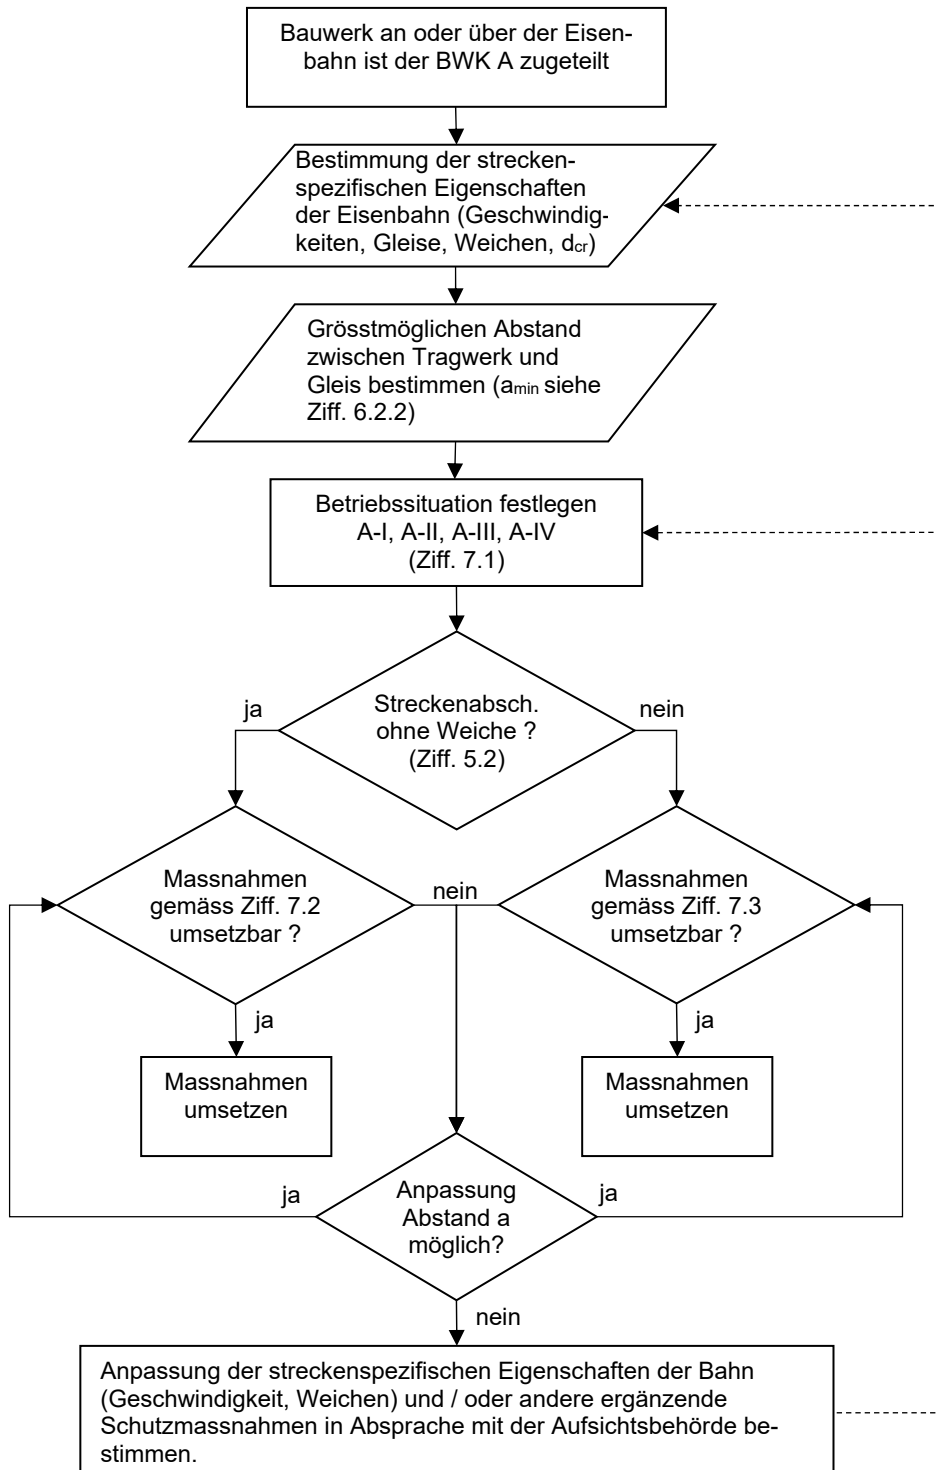 Bauwerk an oder über der Eisen-
bahn ist der BWK A zugeteilt
Bestimmung der strecken-
spezifischen Eigenschaften
der Eisenbahn (Geschwindig-
keiten, Gleise, Weichen, dcr)
Grösstmöglichen Abstand
zwischen Tragwerk und
Gleis bestimmen (amin siehe
Ziff. 6.2.2)
Betriebssituation festlegen
A-I, A-II, A-III, A-IV
(Ziff. 7.1)
Streckenabsch.
ohne Weiche ?
(Ziff. 5.2)
ja
nein
Massnahmen
gemäss Ziff. 7.2
umsetzbar ?
nein
Massnahmen
gemäss Ziff. 7.3
umsetzbar ?
ja
ja
Massnahmen
umsetzen
Massnahmen
umsetzen
ja
Anpassung
Abstand a
möglich?
ja
nein
Anpassung der streckenspezifischen Eigenschaften der Bahn
(Geschwindigkeit, Weichen) und / oder andere ergänzende
Schutzmassnahmen in Absprache mit der Aufsichtsbehörde be-
stimmen.